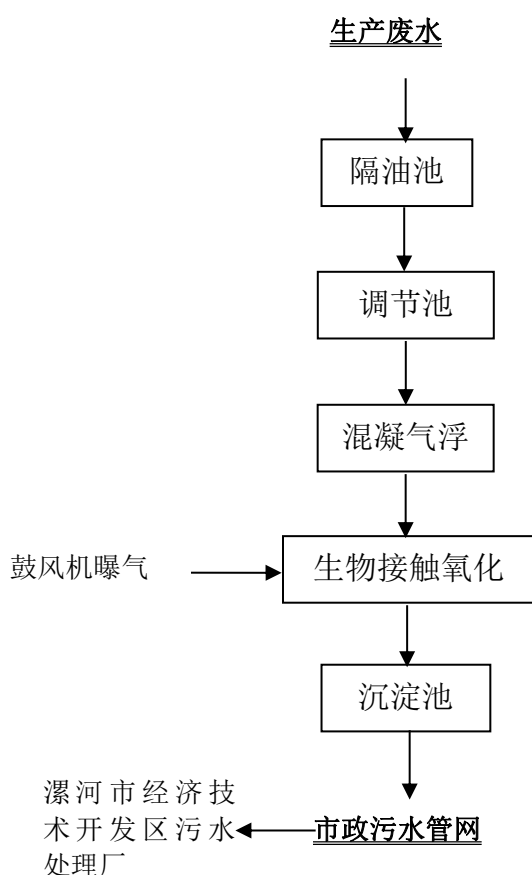 生产废水
隔油池
调节池
混凝气浮
鼓风机曝气
生物接触氧化
沉淀池
漯河市经济技
术开发区污水
处理厂
市政污水管网